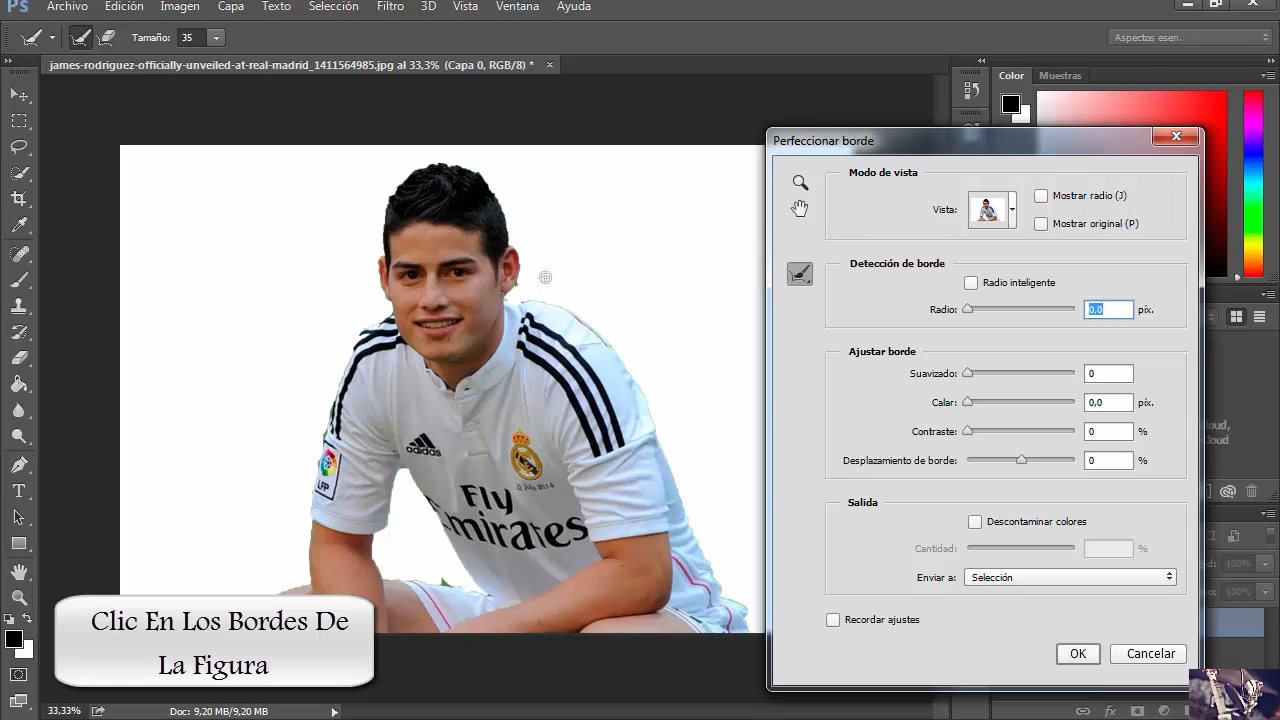 Ps Archivo Edición Imagen Capa Texto Selección Filtro 3D Vista Ventana Ayuda
Tamaño: 35
Aspectos esen.
james-rodriguez-officially-unveiled-at-real-madrid_1411564985.jpg al 33,3% (Capa 0, RGB/8) *
Color Muestras
Perfeccionar borde
Modo de vista
Vista:
Mostrar radio (J)
Mostrar original (P)
Detección de borde
Radio inteligente
Radio: 0,0 píx.
Ajustar borde
Suavizado: 0
Calar: 0,0 píx.
Contraste: 0 %
Desplazamiento de borde: 0 %
Salida
Descontaminar colores
Cantidad: %
Enviar a: Selección
Recordar ajustes
OK Cancelar
adidas
LFP
Fly
Emirates
Clic En Los Bordes De
La Figura
100%
100%
33,33% Doc: 9,20 MB/9,20 MB
fx